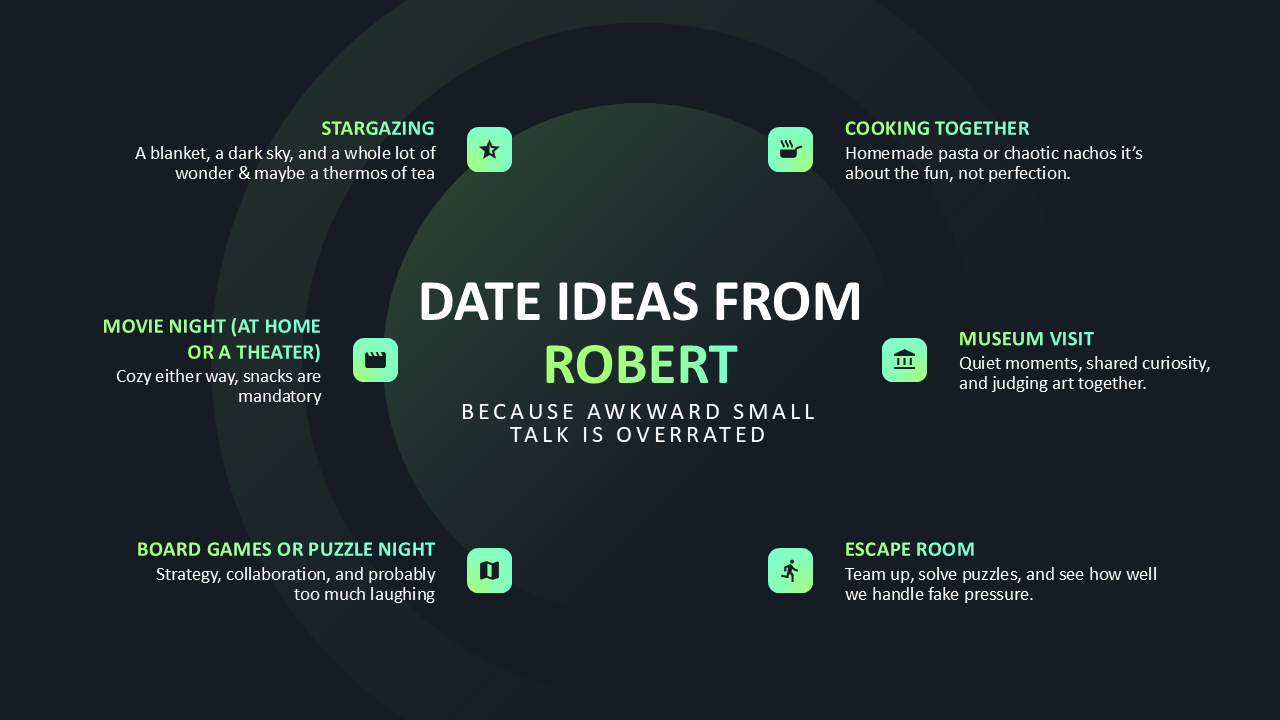 DATE IDEAS FROM
ROBERT
BECAUSE AWKWARD SMALL
TALK IS OVERRATED
STARGAZING
A blanket, a dark sky, and a whole lot of
wonder & maybe a thermos of tea
MOVIE NIGHT (AT HOME
OR A THEATER)
Cozy either way, snacks are
mandatory
BOARD GAMES OR PUZZLE NIGHT
Strategy, collaboration, and probably
too much laughing
COOKING TOGETHER
Homemade pasta or chaotic nachos it’s
about the fun, not perfection.
MUSEUM VISIT
Quiet moments, shared curiosity,
and judging art together.
ESCAPE ROOM
Team up, solve puzzles, and see how well
we handle fake pressure.